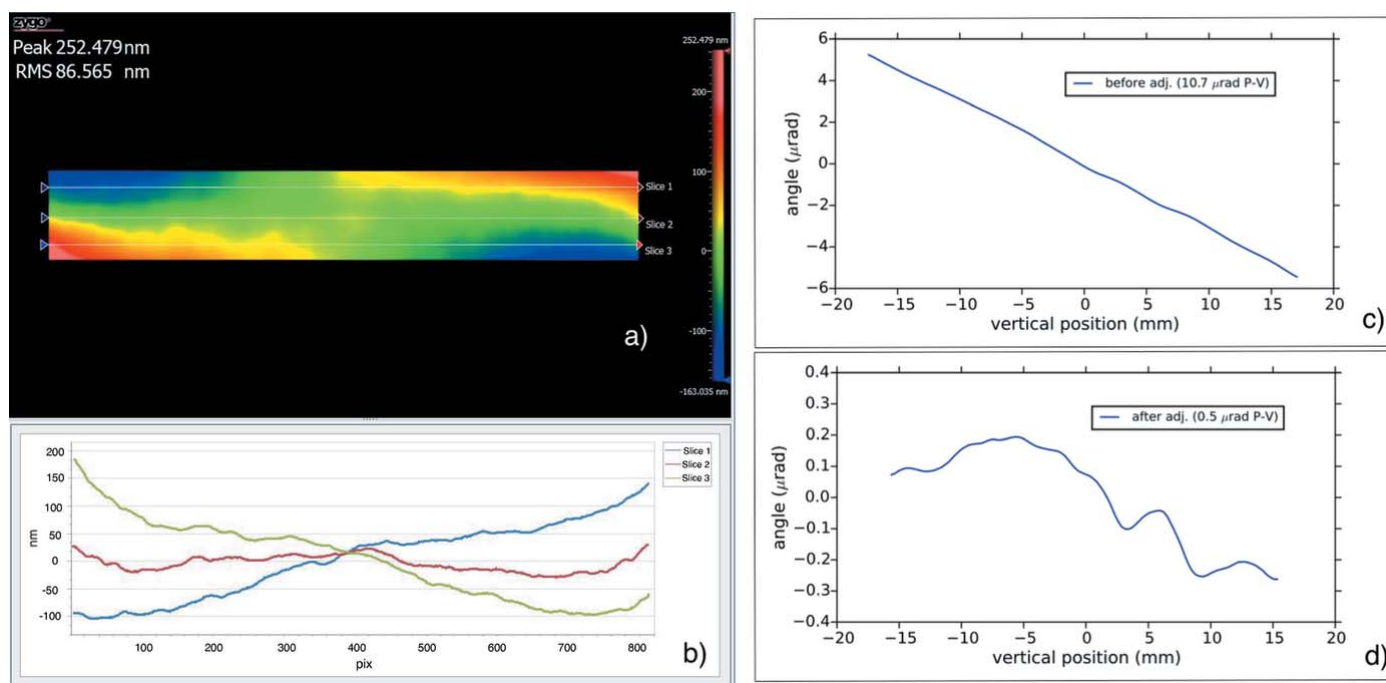 zygo
Peak 252.479nm
RMS 86.565 nm
252.479 nm
200
100
0
-100
-163.035 nm
Slice 1
Slice 2
Slice 3
a)
200
150
100
50
0
-50
-100
nm
100 200 300 400 500 600 700 800
pix
Slice 1
Slice 2
Slice 3
b)
6
4
2
0
−2
−4
−6
angle (μrad)
before adj. (10.7 μrad P-V)
−20 −15 −10 −5 0 5 10 15 20
vertical position (mm)
c)
0.4
0.3
0.2
0.1
0.0
−0.1
−0.2
−0.3
−0.4
angle (μrad)
after adj. (0.5 μrad P-V)
−20 −15 −10 −5 0 5 10 15 20
vertical position (mm)
d)